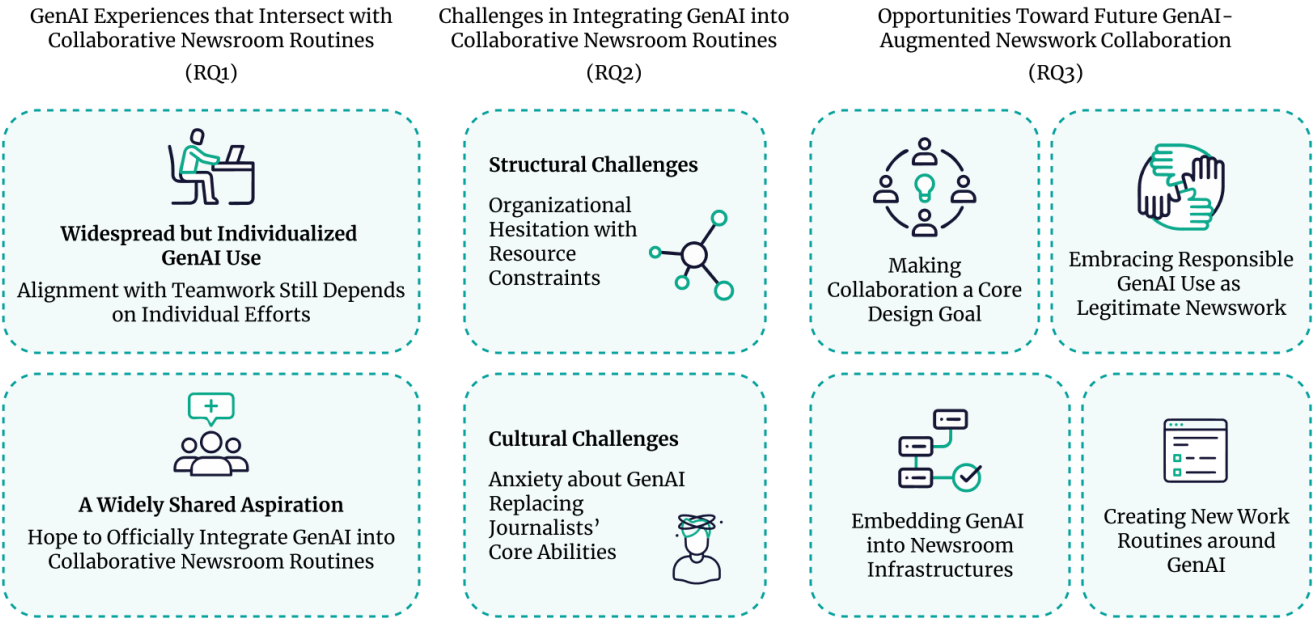 GenAI Experiences that Intersect with
Collaborative Newsroom Routines
(RQ1)
Widespread but Individualized
GenAI Use
Alignment with Teamwork Still Depends
on Individual Efforts
A Widely Shared Aspiration
Hope to Officially Integrate GenAI into
Collaborative Newsroom Routines
Challenges in Integrating GenAI into
Collaborative Newsroom Routines
(RQ2)
Structural Challenges
Organizational
Hesitation with
Resource
Constraints
Cultural Challenges
Anxiety about GenAI
Replacing
Journalists’
Core Abilities
Opportunities Toward Future GenAI-
Augmented Newswork Collaboration
(RQ3)
Making
Collaboration a Core
Design Goal
Embracing Responsible
GenAI Use as
Legitimate Newswork
Embedding GenAI
into Newsroom
Infrastructures
Creating New Work
Routines around
GenAI